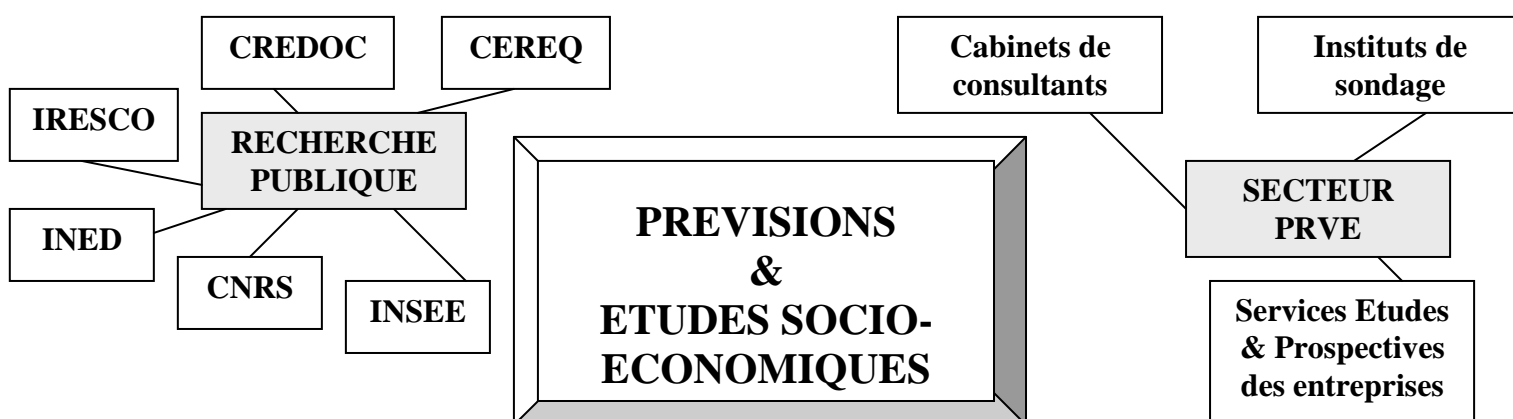 CREDOC
CEREQ
IRESCO
RECHERCHE
PUBLIQUE
INED
CNRS
INSEE
PREVISIONS
&
ETUDES SOCIO-
ECONOMIQUES
Cabinets de
consultants
Instituts de
sondage
SECTEUR
PRVE
Services Etudes
& Prospectives
des entreprises